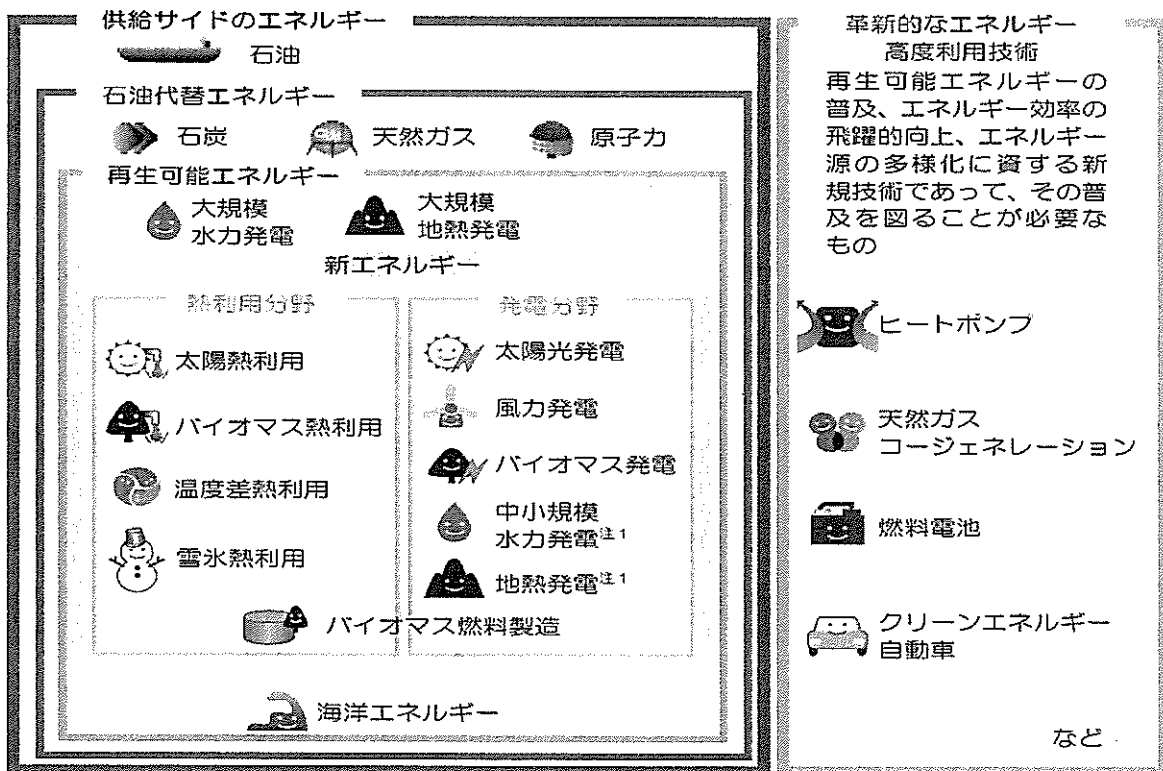 供給サイドのエネルギー
石油
石油代替エネルギー
石炭
天然ガス
原子力
再生可能エネルギー
大規模
水力発電
大規模
地熱発電
新エネルギー
熱利用分野
太陽熱利用
バイオマス熱利用
温度差熱利用
雪氷熱利用
発電分野
太陽光発電
風力発電
バイオマス発電
中小規模
水力発電注1
地熱発電注1
バイオマス燃料製造
海洋エネルギー
革新的なエネルギー
高度利用技術
再生可能エネルギーの
普及、エネルギー効率の
飛躍的向上、エネルギー
源の多様化に資する新
規技術であって、その普
及を図ることが必要な
もの
ヒートポンプ
天然ガス
コージェネレーション
燃料電池
クリーンエネルギー
自動車
など